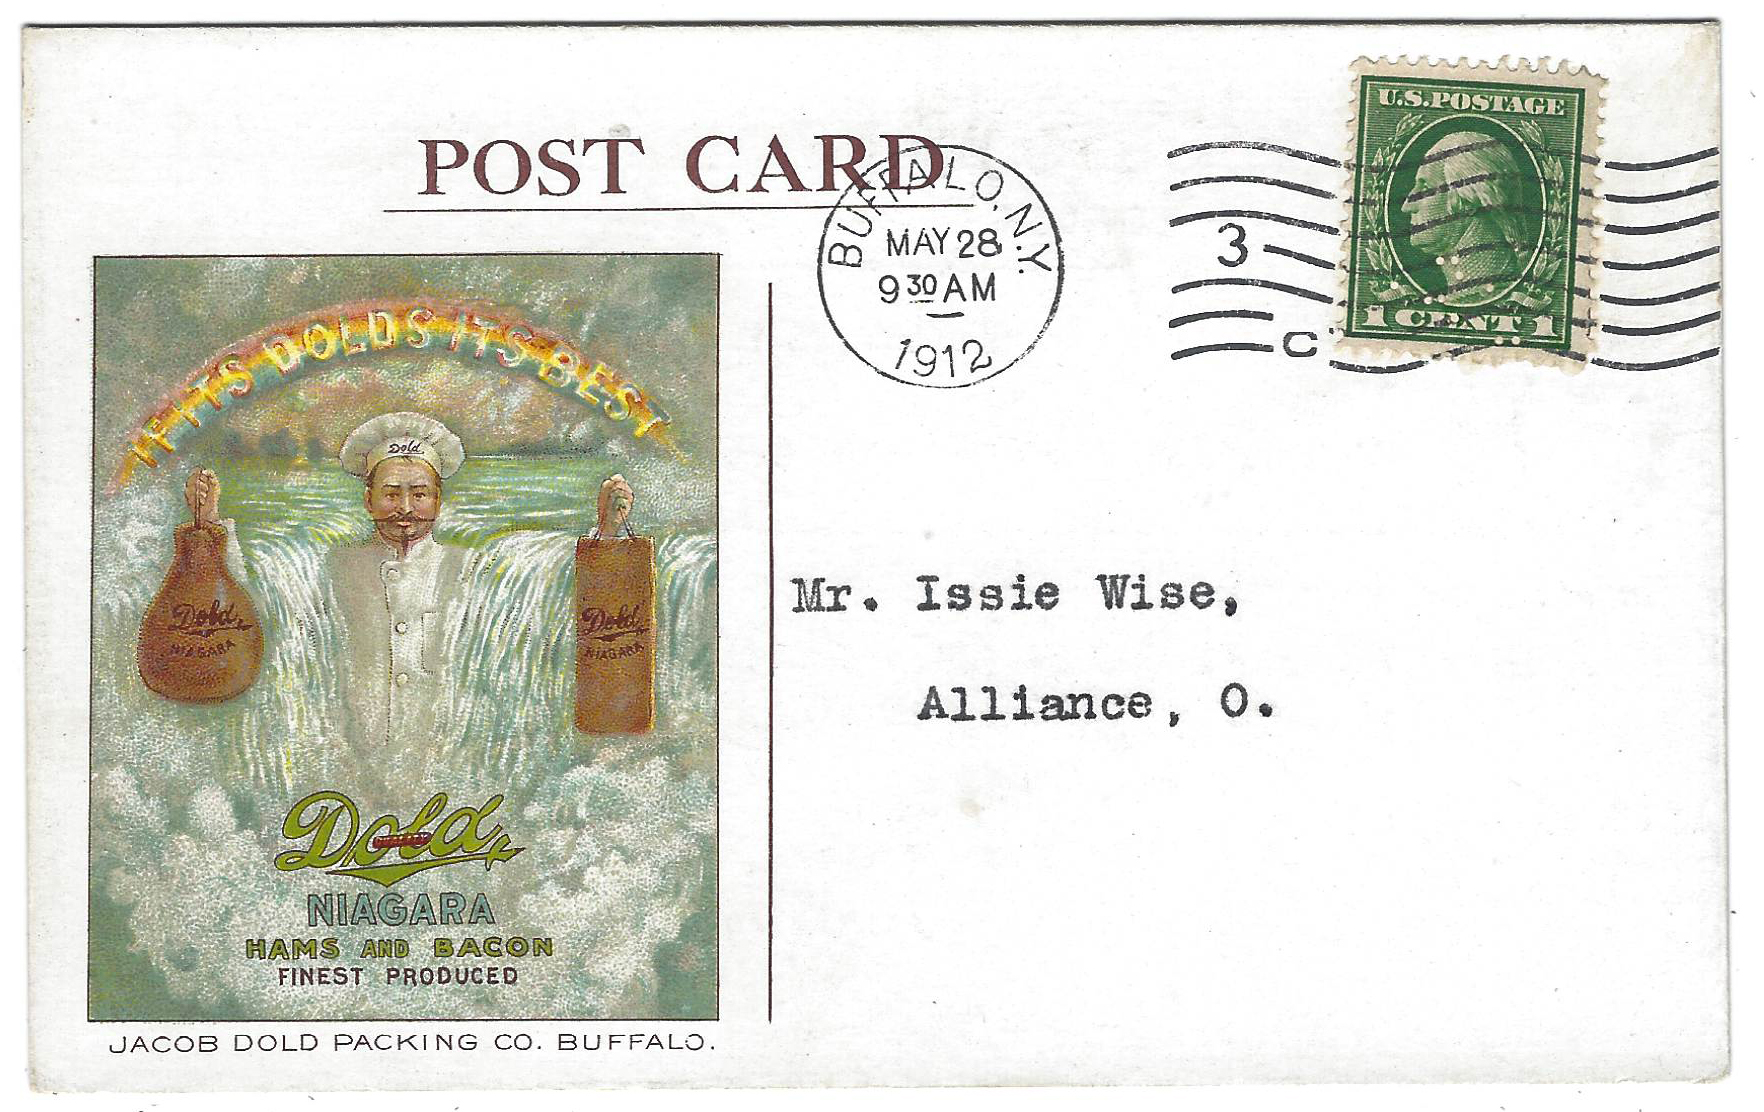 POST CARD
BUFFALO, N.Y.
MAY 28
9 30 AM
1912
3
C
U.S. POSTAGE
1 CENT 1
IF ITS DOLDS ITS BEST
Dold
Dold
NIAGARA
Dold
NIAGARA
Dold
NIAGARA
HAMS AND BACON
FINEST PRODUCED
JACOB DOLD PACKING CO. BUFFALO.
Mr. Issie Wise,
Alliance, O.